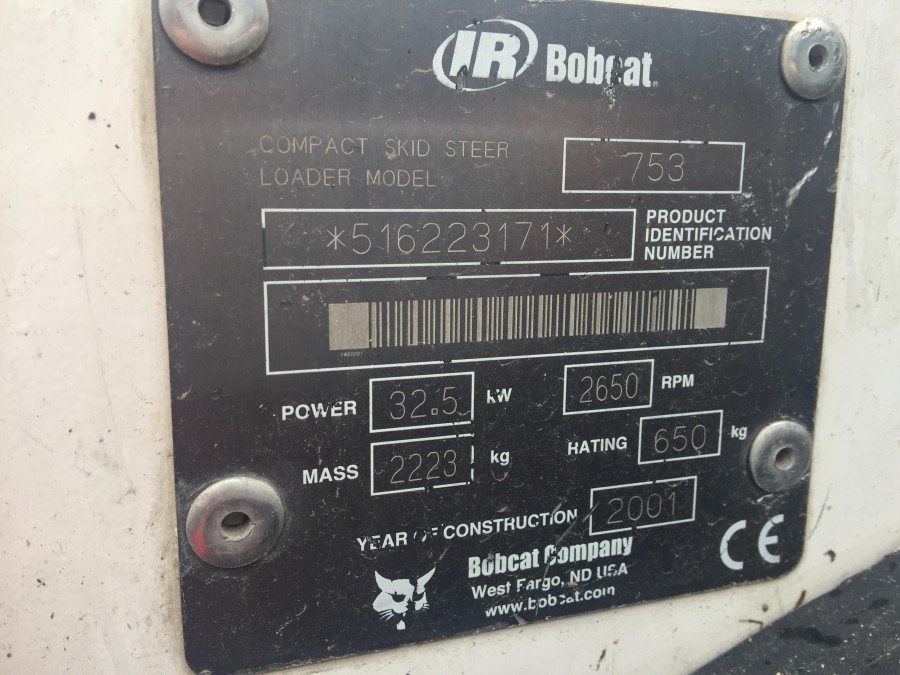 IR Bobcat
COMPACT SKID STEER
LOADER MODEL
753
*516223171*
PRODUCT
IDENTIFICATION
NUMBER
POWER 32.5 kW 2650 RPM
MASS 2223 kg RATING 650 kg
YEAR OF CONSTRUCTION 2001
Bobcat Company
West Fargo, ND USA
www.bobcat.com
CE